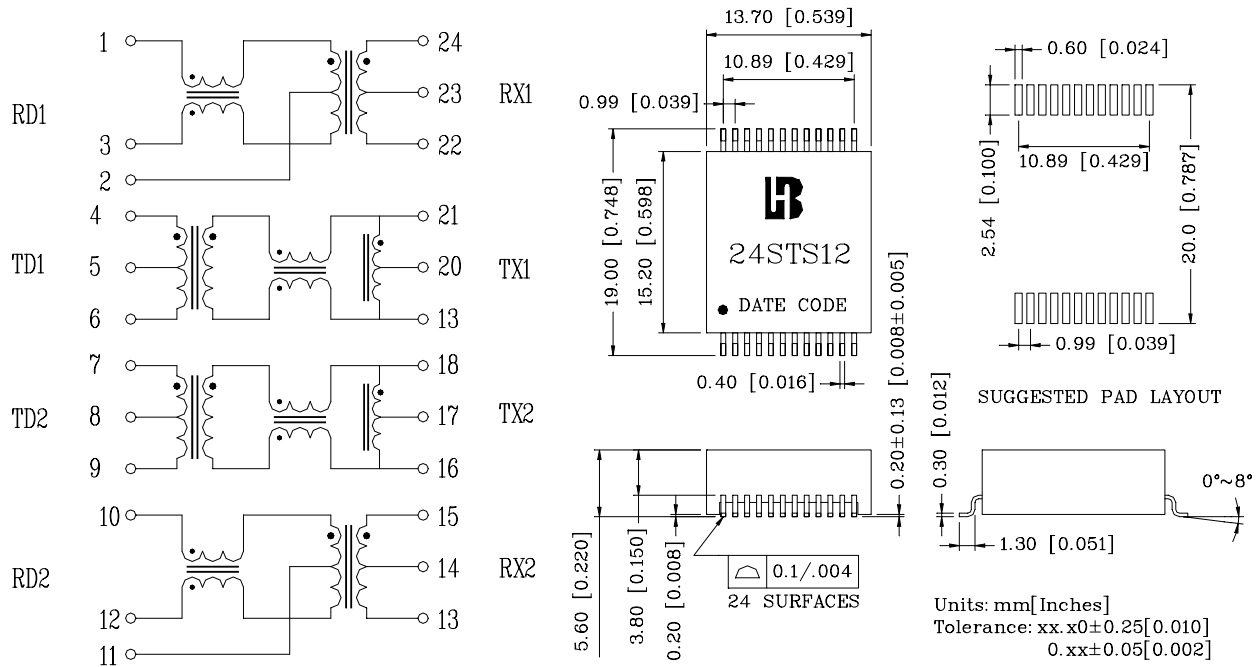 1
24
RD1
23
RX1
3
22
2
4
21
TD1
5
20
TX1
6
13
7
18
TD2
8
17
TX2
9
16
10
15
RD2
14
RX2
12
13
11
13.70 [0.539]
10.89 [0.429]
0.99 [0.039]
19.00 [0.748]
15.20 [0.598]
24STS12
DATE CODE
0.40 [0.016]
0.20±0.13 [0.008±0.005]
0.60 [0.024]
2.54 [0.100]
10.89 [0.429]
20.0 [0.787]
0.99 [0.039]
SUGGESTED PAD LAYOUT
5.60 [0.220]
3.80 [0.150]
0.20 [0.008]
0.1/.004
24 SURFACES
0.30 [0.012]
0°~8°
1.30 [0.051]
Units: mm[Inches]
Tolerance: xx.x0±0.25[0.010]
0.xx±0.05[0.002]